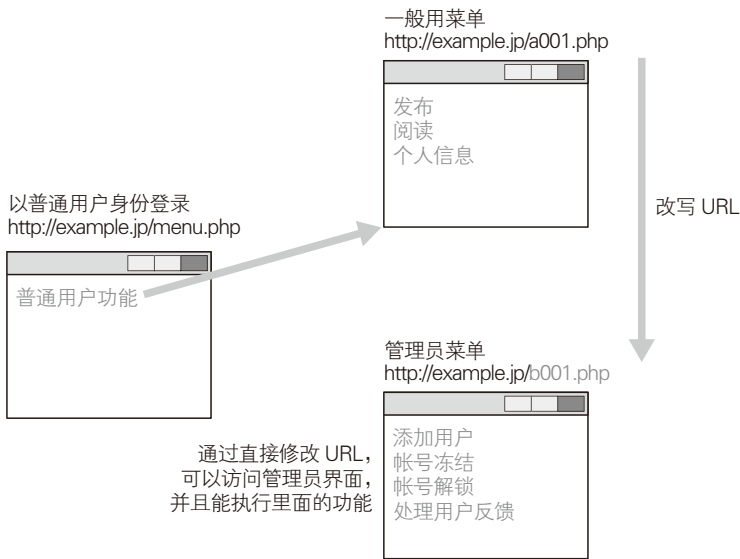 一般用菜单
http://example.jp/a001.php
发布
阅读
个人信息
改写 URL
以普通用户身份登录
http://example.jp/menu.php
普通用户功能
管理员菜单
http://example.jp/b001.php
添加用户
帐号冻结
帐号解锁
处理用户反馈
通过直接修改 URL，
可以访问管理员界面，
并且能执行里面的功能